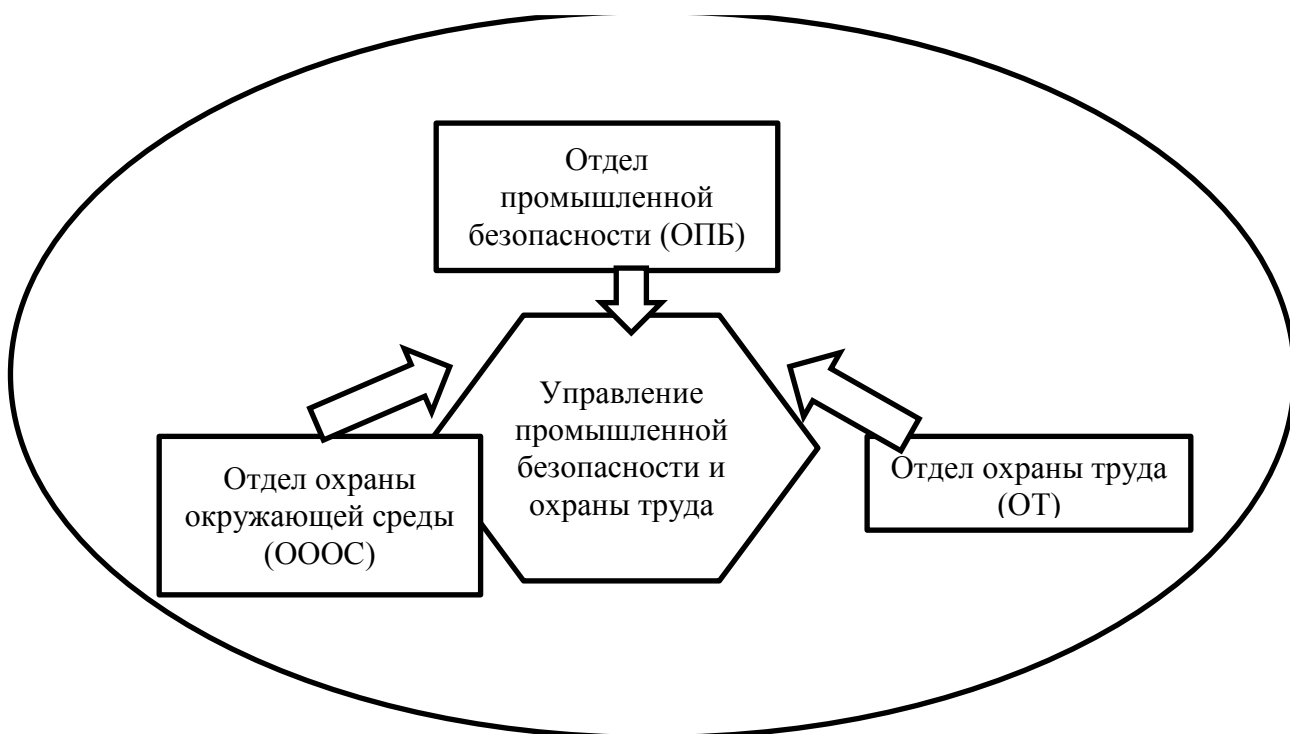 Отдел
промышленной
безопасности (ОПБ)
Управление
промышленной
безопасности и
охраны труда
Отдел охраны
окружающей среды
(ОООС)
Отдел охраны труда
(ОТ)